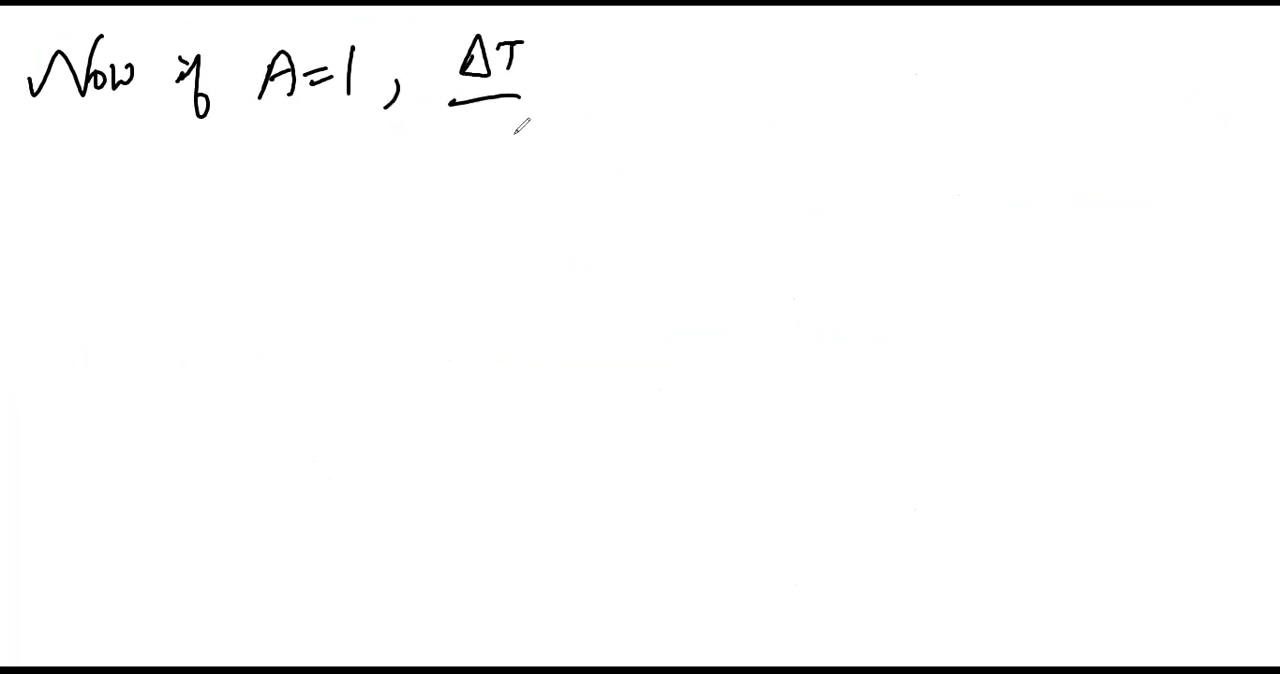 Now if A=1, ΔT